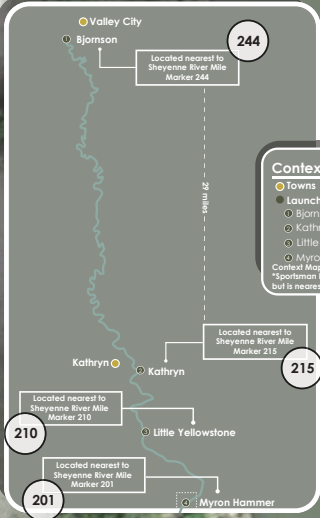 Valley City
1 Bjornson
244
Located nearest to
Sheyenne River Mile
Marker 244
29 miles
Contex
Towns
Launch
1 Bjorn
2 Kathr
3 Little
4 Myro
Context Map
*Sportsman
but is neares
Located nearest to
Sheyenne River Mile
Marker 215
215
Kathryn
2 Kathryn
Located nearest to
Sheyenne River Mile
Marker 210
210
3 Little Yellowstone
Located nearest to
Sheyenne River Mile
Marker 201
201
4 Myron Hammer